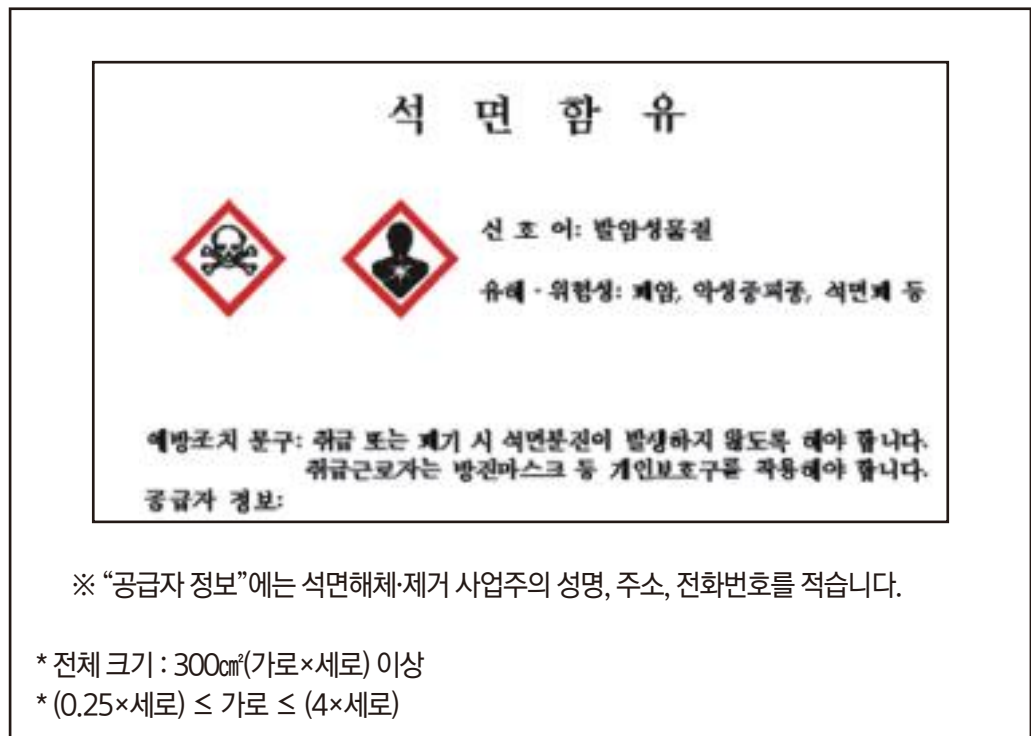 석 면 함 유
신 호 어: 발암성물질
유해 · 위험성: 폐암, 악성중피종, 석면폐 등
예방조치 문구: 취급 또는 폐기 시 석면분진이 발생하지 않도록 해야 합니다.
취급근로자는 방진마스크 등 개인보호구를 착용해야 합니다.
공급자 정보:
※ “공급자 정보”에는 석면해체·제거 사업주의 성명, 주소, 전화번호를 적습니다.
* 전체 크기 : 300㎠(가로×세로) 이상
* (0.25×세로) ≤ 가로 ≤ (4×세로)